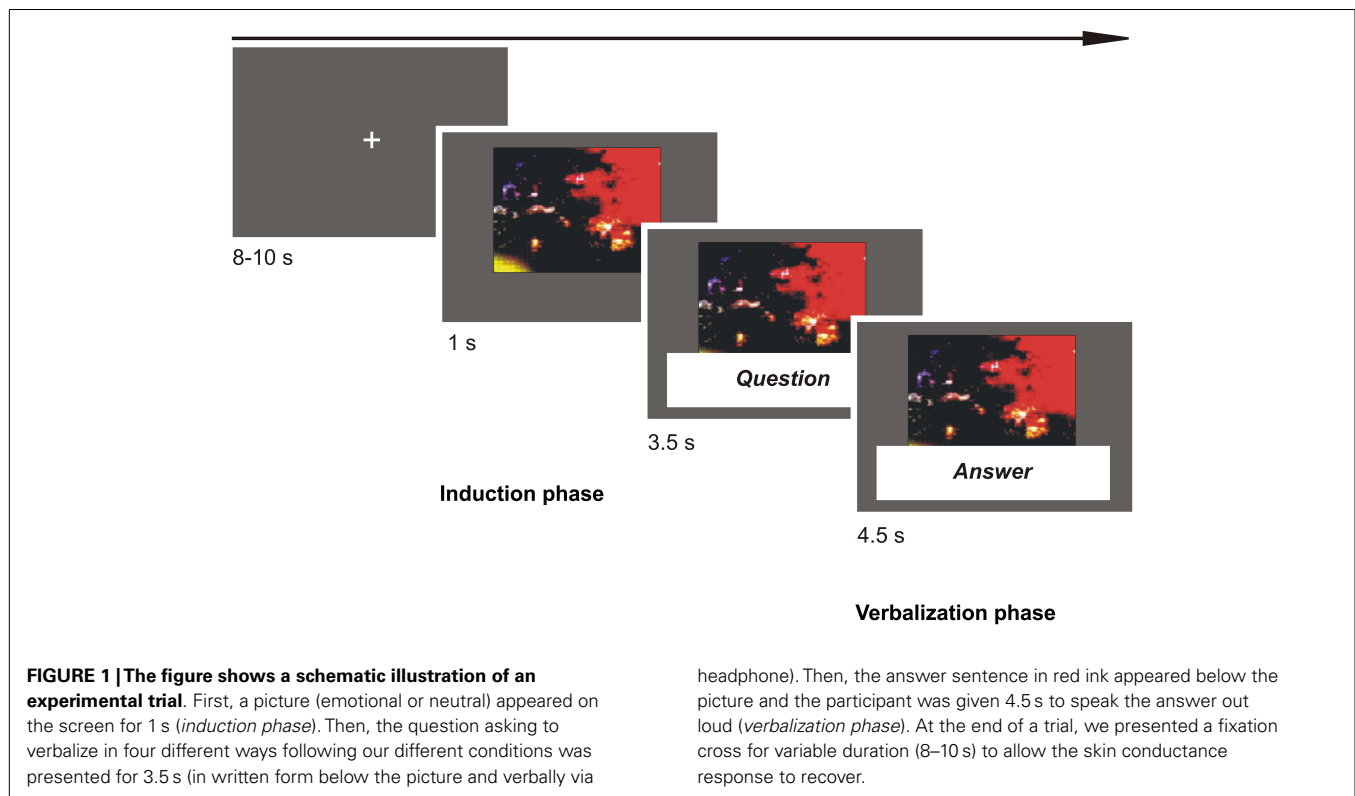 8-10 s
1 s
Question
3.5 s
Answer
Induction phase
4.5 s
Verbalization phase
FIGURE 1 | The figure shows a schematic illustration of an
experimental trial. First, a picture (emotional or neutral) appeared on
the screen for 1 s (induction phase). Then, the question asking to
verbalize in four different ways following our different conditions was
presented for 3.5 s (in written form below the picture and verbally via
headphone). Then, the answer sentence in red ink appeared below the
picture and the participant was given 4.5 s to speak the answer out
loud (verbalization phase). At the end of a trial, we presented a fixation
cross for variable duration (8–10 s) to allow the skin conductance
response to recover.